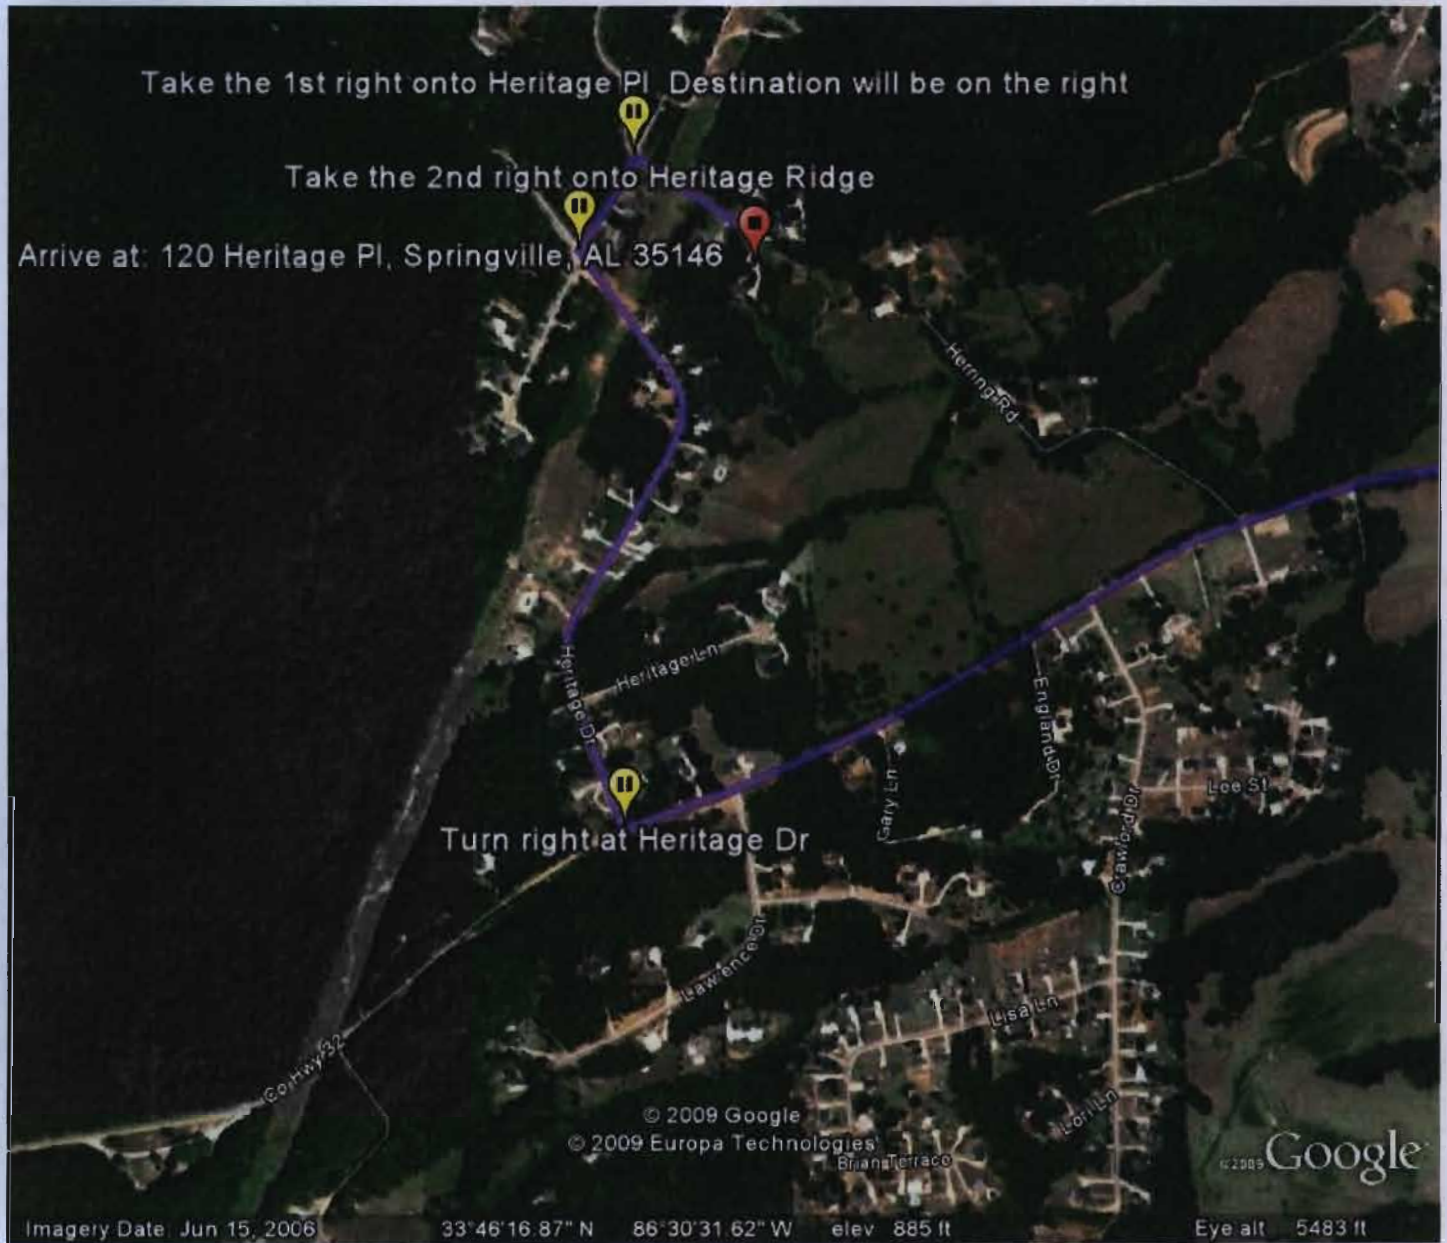 Take the 1st right onto Heritage Pl Destination will be on the right
Take the 2nd right onto Heritage Ridge
Arrive at: 120 Heritage Pl, Springville, AL 35146
Herring Rd
Heritage Ln
Heritage Dr
England Dr
Gary Ln
Lee St
Crawford Dr
Turn right at Heritage Dr
Lawrence Dr
Lisa Ln
Co Hwy 32
Lori Ln
© 2009 Google
© 2009 Europa Technologies
Brian Terrace
©2009 Google
Imagery Date: Jun 15, 2006 33°46'16.87" N 86°30'31.62" W elev 885 ft Eye alt 5483 ft